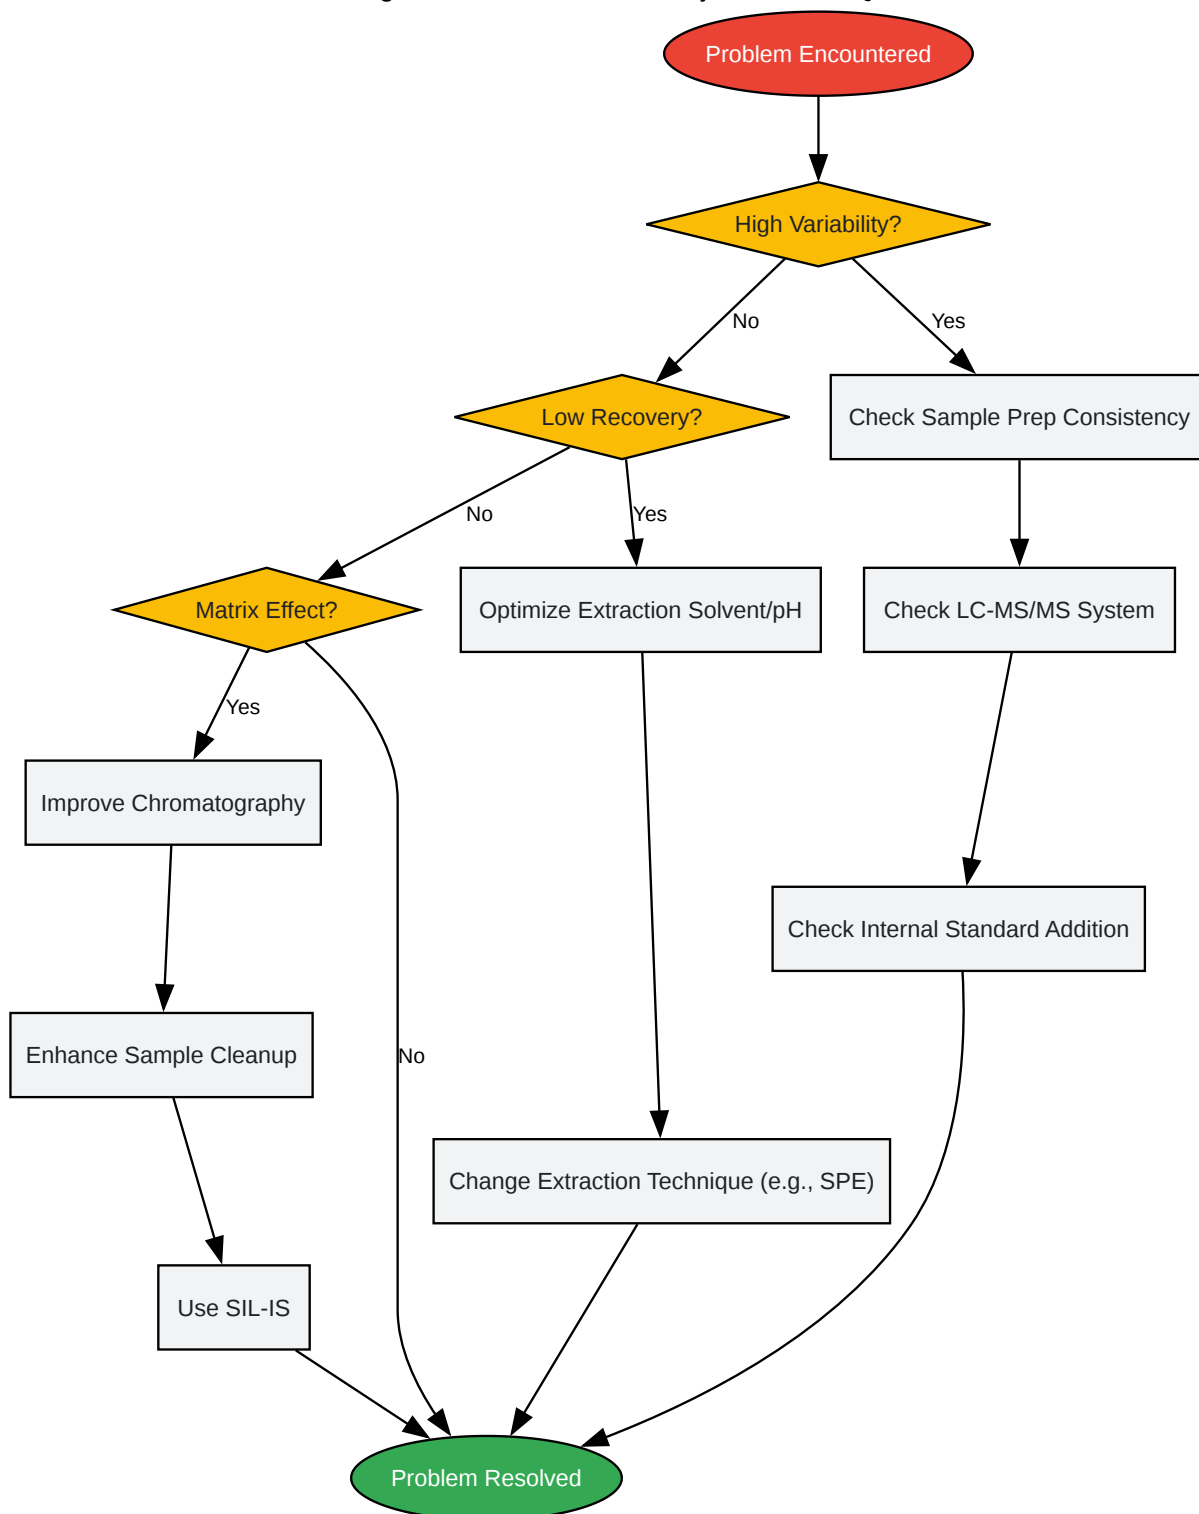 Problem Encountered
High Variability?
No
Yes
Low Recovery?
Check Sample Prep Consistency
No
Yes
Matrix Effect?
Optimize Extraction Solvent/pH
Check LC-MS/MS System
Yes
Improve Chromatography
Check Internal Standard Addition
Enhance Sample Cleanup
No
Change Extraction Technique (e.g., SPE)
Use SIL-IS
Problem Resolved